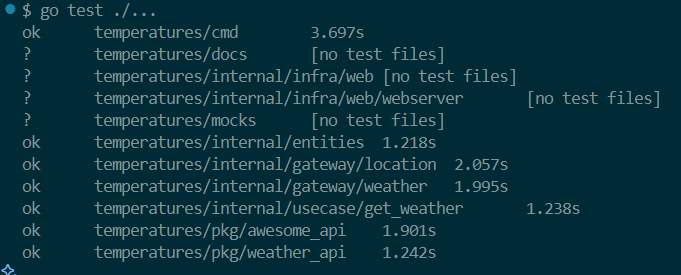 $ go test ./...
ok temperatures/cmd 3.697s
? temperatures/docs [no test files]
? temperatures/internal/infra/web [no test files]
? temperatures/internal/infra/web/webserver [no test files]
? temperatures/mocks [no test files]
ok temperatures/internal/entities 1.218s
ok temperatures/internal/gateway/location 2.057s
ok temperatures/internal/gateway/weather 1.995s
ok temperatures/internal/usecase/get_weather 1.238s
ok temperatures/pkg/awesome_api 1.901s
ok temperatures/pkg/weather_api 1.242s